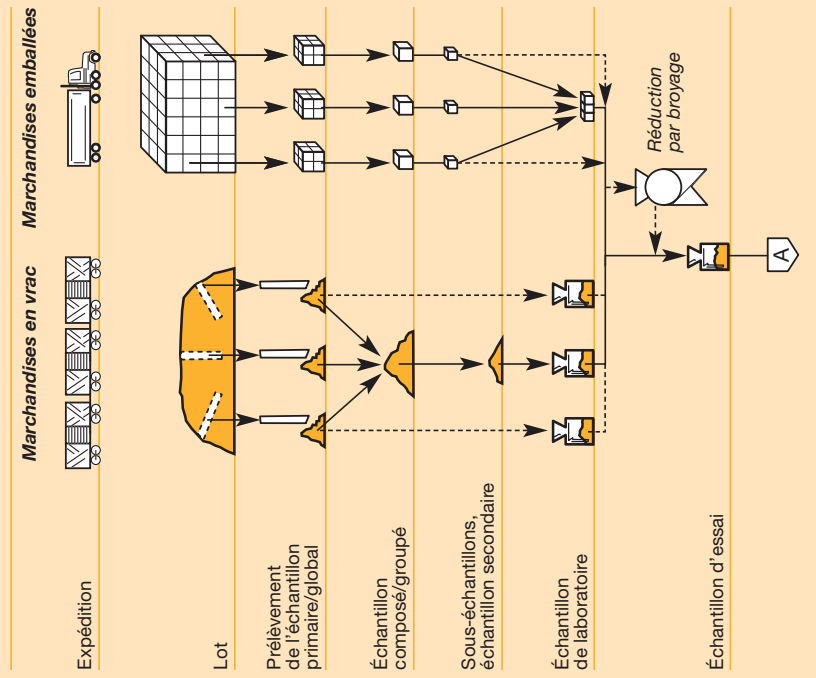 Marchandises en vrac
Marchandises emballées
Expédition
Lot
Prélèvement
de l'échantillon
primaire/global
Échantillon
composé/groupé
Sous-échantillons,
échantillon secondaire
Échantillon
de laboratoire
Réduction
par broyage
Échantillon d'essai
A